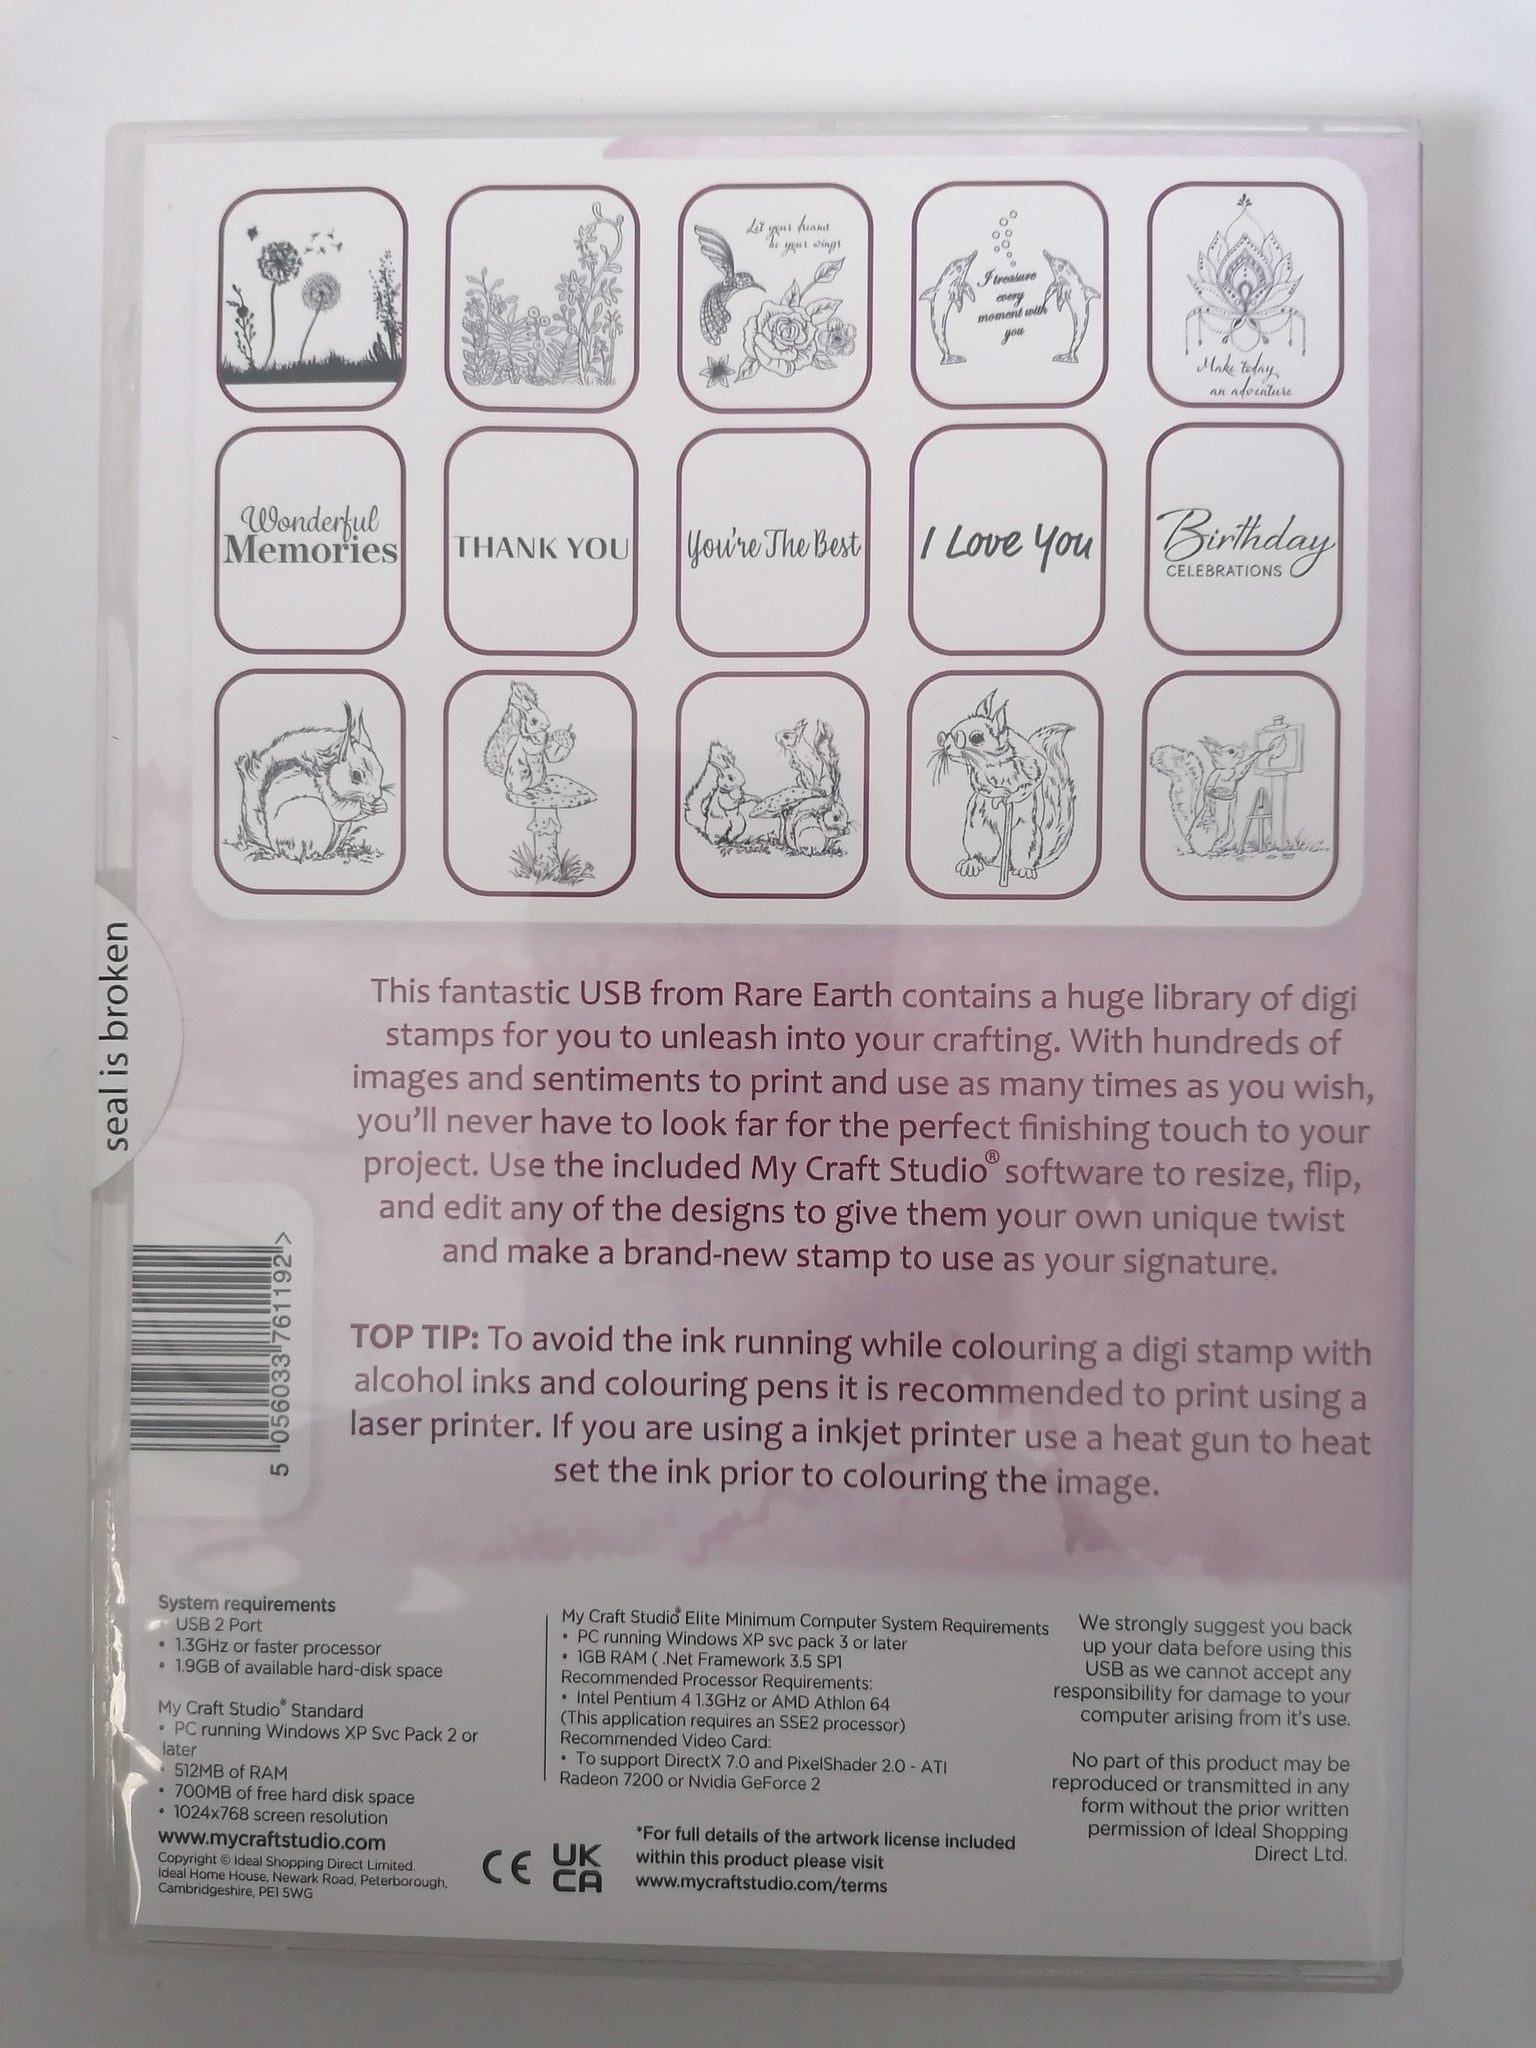 Let your dreams
be your wings
I treasure
every
moment with
you
Make today
an adventure
Wonderful
Memories
THANK YOU
You're The Best
I Love You
Birthday
CELEBRATIONS
seal is broken
This fantastic USB from Rare Earth contains a huge library of digi
stamps for you to unleash into your crafting. With hundreds of
images and sentiments to print and use as many times as you wish,
you'll never have to look far for the perfect finishing touch to your
project. Use the included My Craft Studio® software to resize, flip,
and edit any of the designs to give them your own unique twist
and make a brand-new stamp to use as your signature.
TOP TIP: To avoid the ink running while colouring a digi stamp with
alcohol inks and colouring pens it is recommended to print using a
laser printer. If you are using a inkjet printer use a heat gun to heat
set the ink prior to colouring the image.
5 056033 761192 >
System requirements
• USB 2 Port
• 1.3GHz or faster processor
• 1.9GB of available hard-disk space
My Craft Studio® Standard
• PC running Windows XP Svc Pack 2 or
later
• 512MB of RAM
• 700MB of free hard disk space
• 1024x768 screen resolution
www.mycraftstudio.com
Copyright © Ideal Shopping Direct Limited.
Ideal Home House, Newark Road, Peterborough,
Cambridgeshire, PE1 5WG
My Craft Studio® Elite Minimum Computer System Requirements
• PC running Windows XP svc pack 3 or later
• 1GB RAM ( .Net Framework 3.5 SP1
Recommended Processor Requirements:
• Intel Pentium 4 1.3GHz or AMD Athlon 64
(This application requires an SSE2 processor)
Recommended Video Card:
• To support DirectX 7.0 and PixelShader 2.0 - ATI
Radeon 7200 or Nvidia GeForce 2
CE UK
CA
*For full details of the artwork license included
within this product please visit
www.mycraftstudio.com/terms
We strongly suggest you back
up your data before using this
USB as we cannot accept any
responsibility for damage to your
computer arising from it's use.
No part of this product may be
reproduced or transmitted in any
form without the prior written
permission of Ideal Shopping
Direct Ltd.